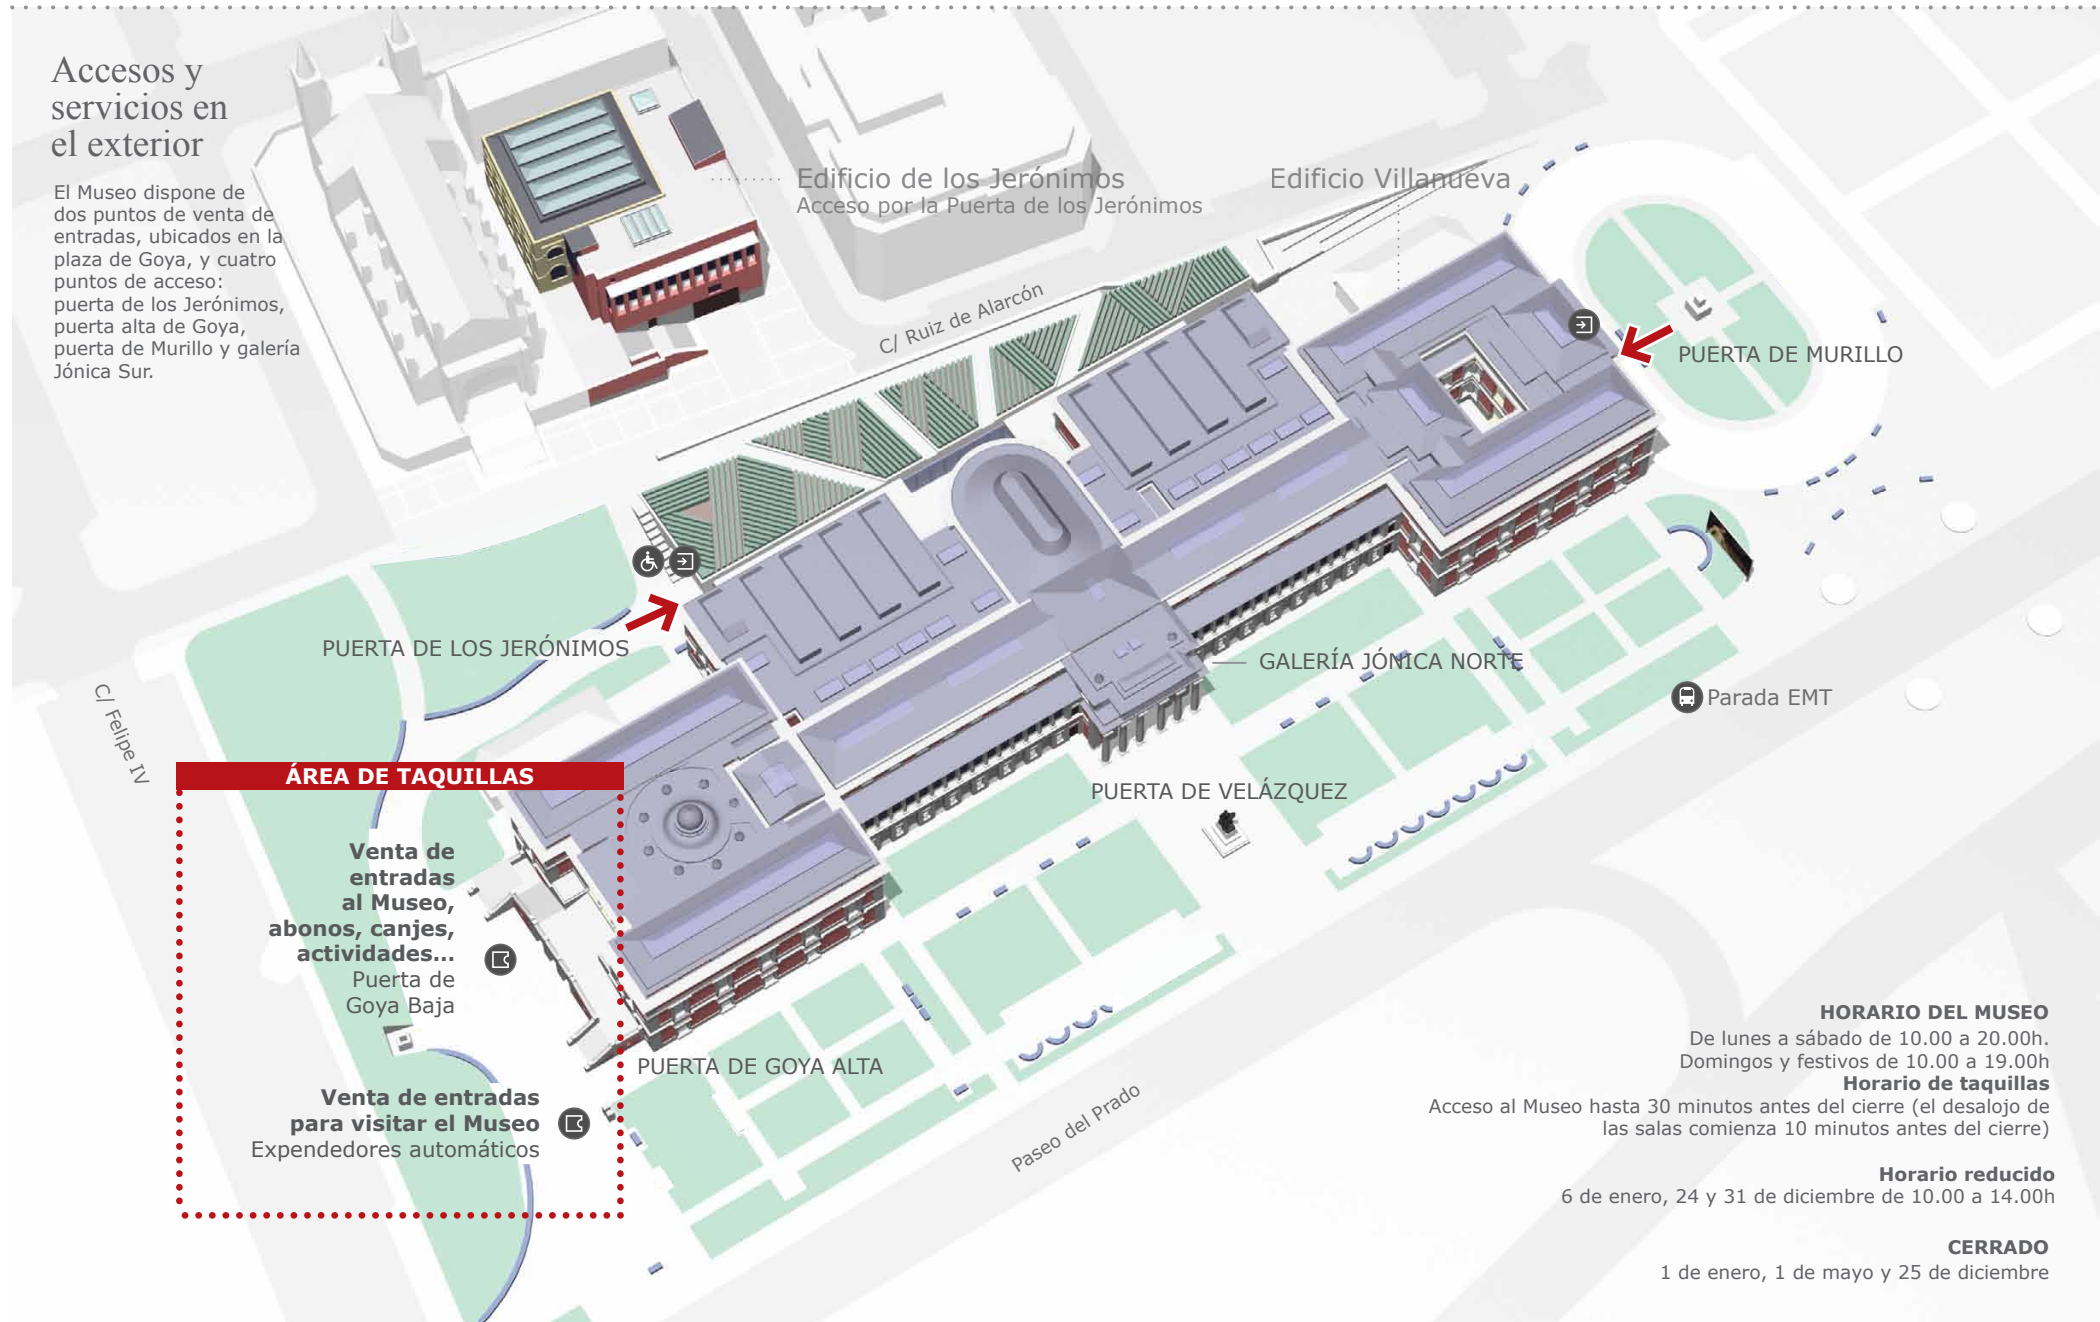 Accesos y
servicios en
el exterior
El Museo dispone de
dos puntos de venta de
entradas, ubicados en la
plaza de Goya, y cuatro
puntos de acceso:
puerta de los Jerónimos,
puerta alta de Goya,
puerta de Murillo y galería
Jónica Sur.
Edificio de los Jerónimos
Acceso por la Puerta de los Jerónimos
Edificio Villanuéva
C/ Ruiz de Alarcón
PUERTA DE MURILLO
PUERTA DE LOS JERÓNIMOS
GALERÍA JÓNICA NORTE
Parada EMT
C/ Felipe IV
PUERTA DE VELÁZQUEZ
ÁREA DE TAQUILLAS
Venta de
entradas
al Museo,
abonos, canjes,
actividades...
Puerta de
Goya Baja
PUERTA DE GOYA ALTA
Venta de entradas
para visitar el Museo
Expendedores automáticos
Paseo del Prado
HORARIO DEL MUSEO
De lunes a sábado de 10.00 a 20.00h.
Domingos y festivos de 10.00 a 19.00h
Horario de taquillas
Acceso al Museo hasta 30 minutos antes del cierre (el desalojo de
las salas comienza 10 minutos antes del cierre)
Horario reducido
6 de enero, 24 y 31 de diciembre de 10.00 a 14.00h
CERRADO
1 de enero, 1 de mayo y 25 de diciembre